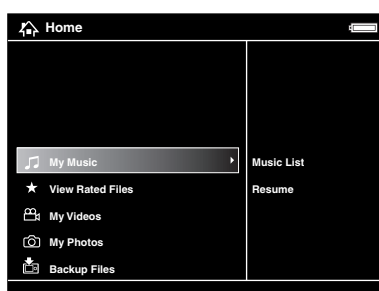 Home
My Music
Music List
View Rated Files
Resume
My Videos
My Photos
Backup Files